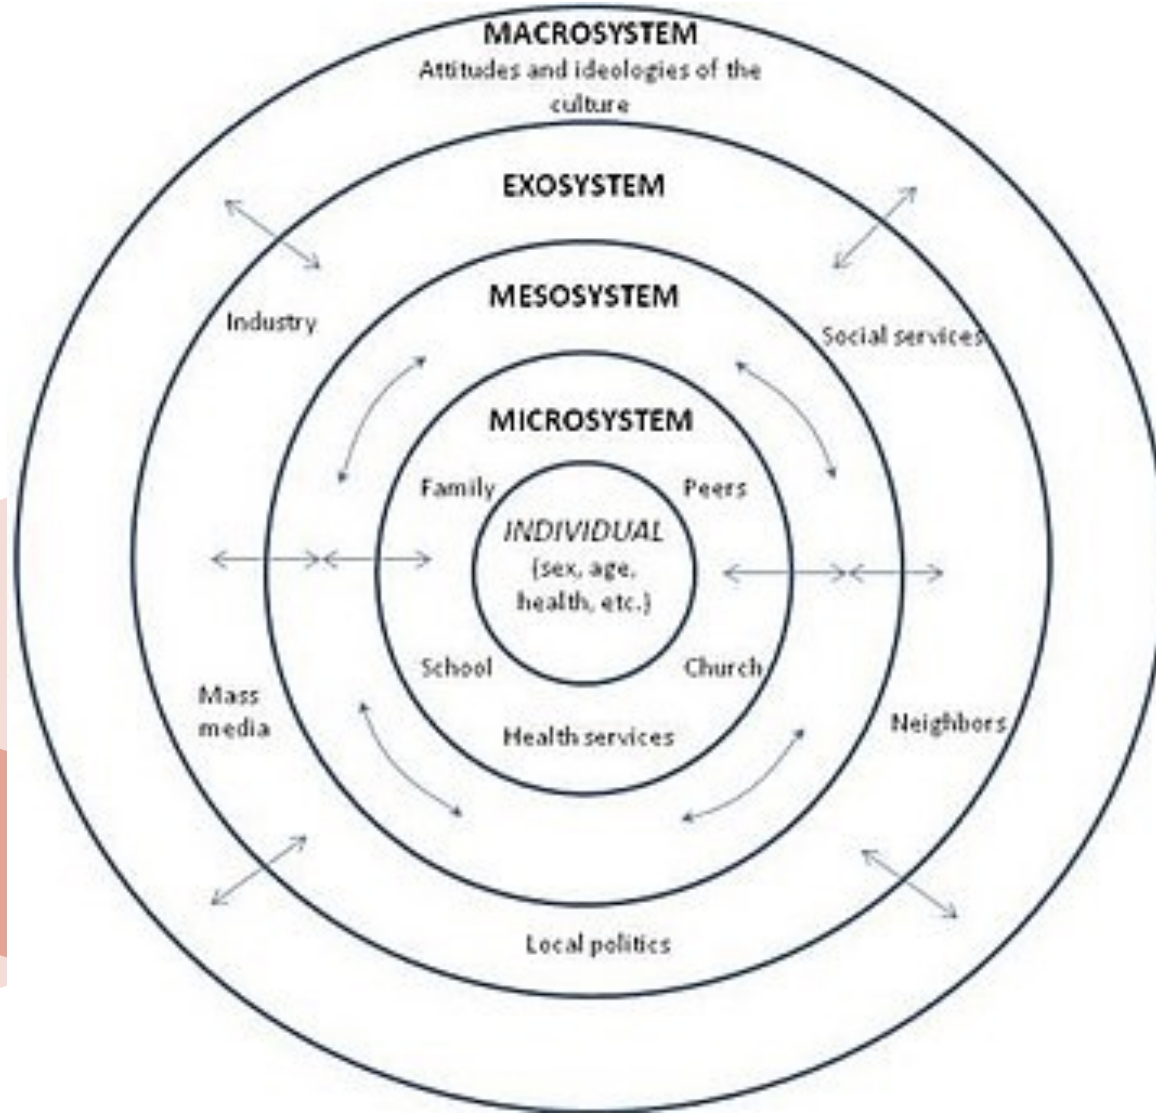 MACROSYSTEM
Attitudes and ideologies of the
culture
EXOSYSTEM
MESOSYSTEM
Industry
Social services
MICROSYSTEM
Family
Peers
INDIVIDUAL
(sex, age,
health, etc.)
School
Church
Mass
media
Neighbors
Health services
Local politics